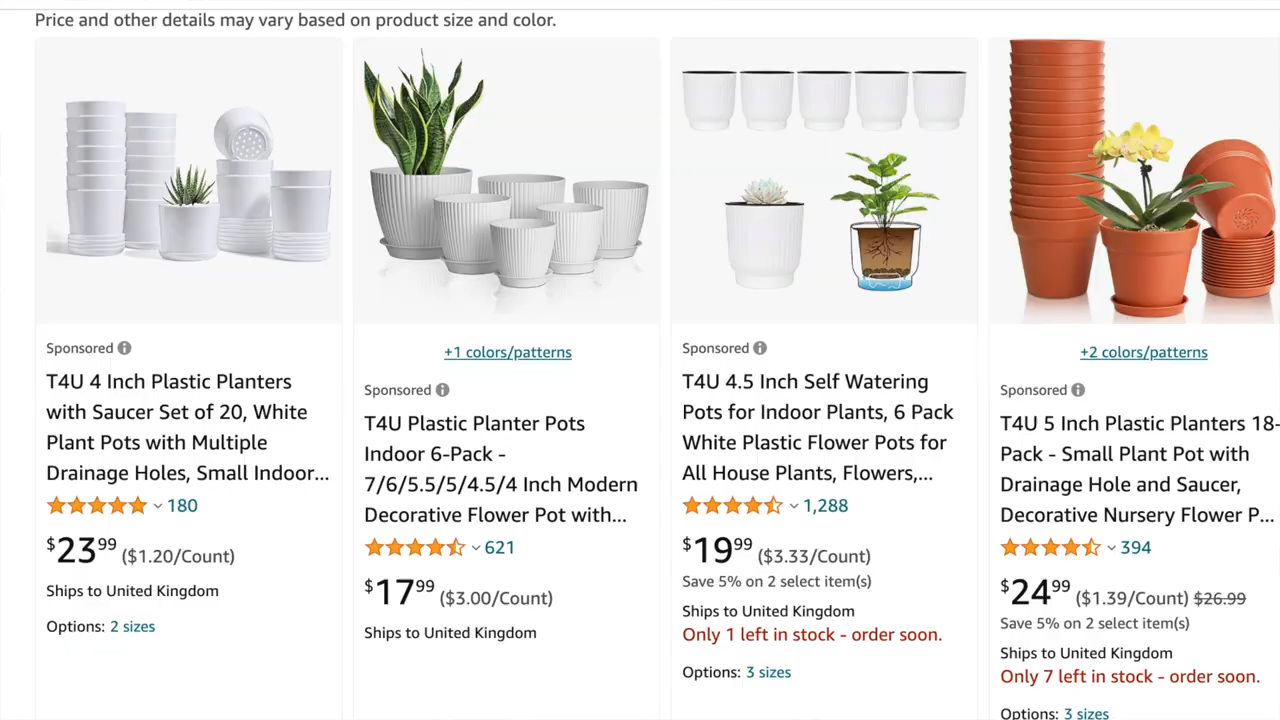 Price and other details may vary based on product size and color.
Sponsored
T4U 4 Inch Plastic Planters
with Saucer Set of 20, White
Plant Pots with Multiple
Drainage Holes, Small Indoor...
180
$23.99 ($1.20/Count)
Ships to United Kingdom
Options: 2 sizes
+1 colors/patterns
Sponsored
T4U Plastic Planter Pots
Indoor 6-Pack -
7/6/5.5/5/4.5/4 Inch Modern
Decorative Flower Pot with...
621
$17.99 ($3.00/Count)
Ships to United Kingdom
Sponsored
T4U 4.5 Inch Self Watering
Pots for Indoor Plants, 6 Pack
White Plastic Flower Pots for
All House Plants, Flowers,...
1,288
$19.99 ($3.33/Count)
Save 5% on 2 select item(s)
Ships to United Kingdom
Only 1 left in stock - order soon.
Options: 3 sizes
+2 colors/patterns
Sponsored
T4U 5 Inch Plastic Planters 18-
Pack - Small Plant Pot with
Drainage Hole and Saucer,
Decorative Nursery Flower P...
394
$24.99 ($1.39/Count) $26.99
Save 5% on 2 select item(s)
Ships to United Kingdom
Only 7 left in stock - order soon.
Options: 3 sizes